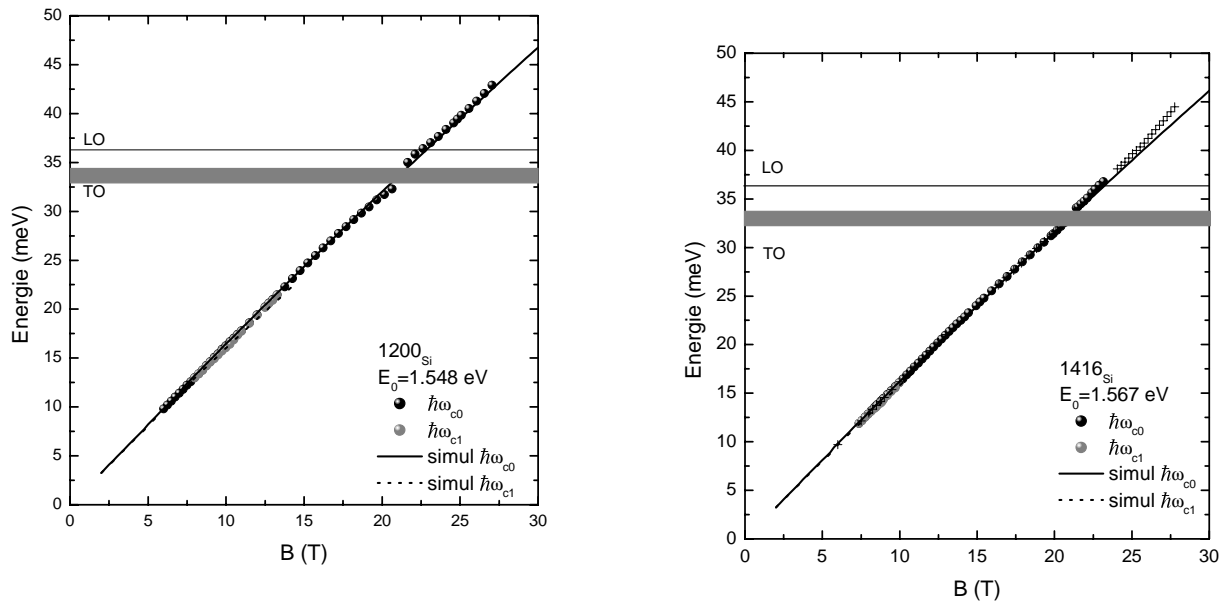 50
45
40
35
30
25
20
15
10
5
0
Energie (meV)
LO
TO
1200Si
E0=1.548 eV
ħωc0
ħωc1
simul ħωc0
simul ħωc1
0 5 10 15 20 25 30
B (T)
50
45
40
35
30
25
20
15
10
5
0
Energie (meV)
LO
TO
1416Si
E0=1.567 eV
ħωc0
ħωc1
simul ħωc0
simul ħωc1
0 5 10 15 20 25 30
B (T)